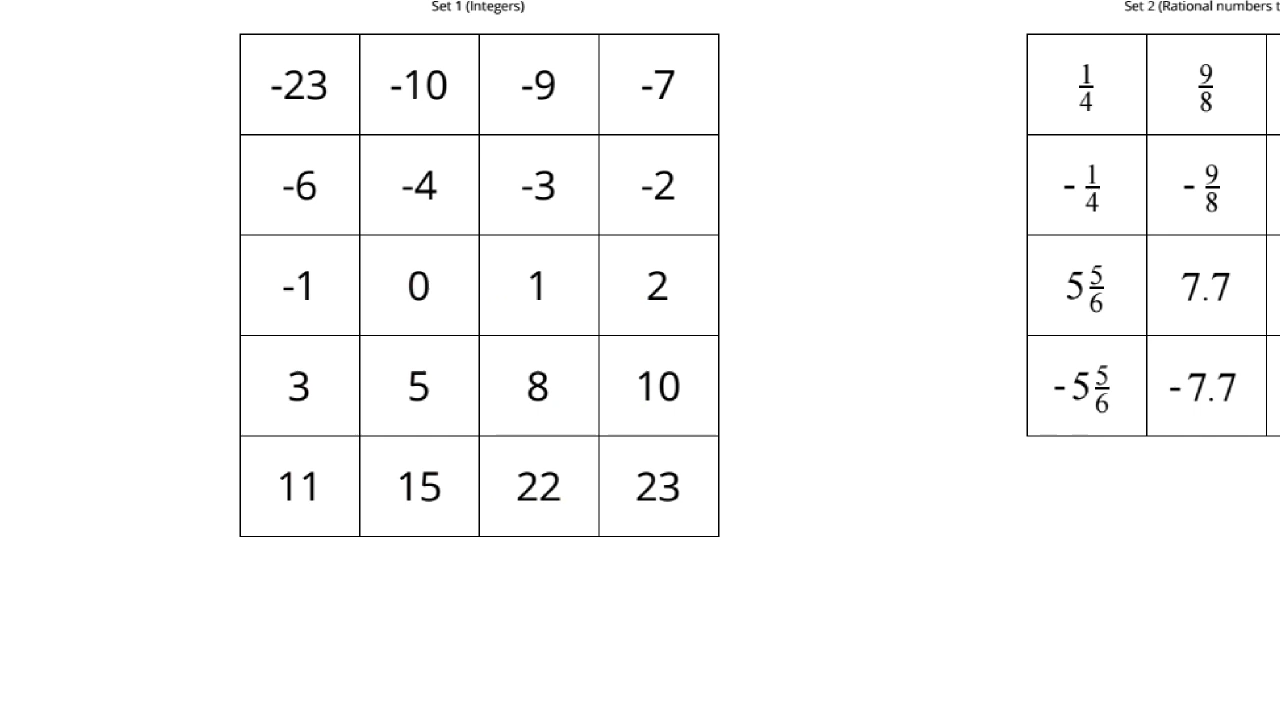 Set 1 (Integers)
-23 -10 -9 -7
-6 -4 -3 -2
-1 0 1 2
3 5 8 10
11 15 22 23
Set 2 (Rational numbers t
1/4 9/8
-1/4 -9/8
5 5/6 7.7
-5 5/6 -7.7